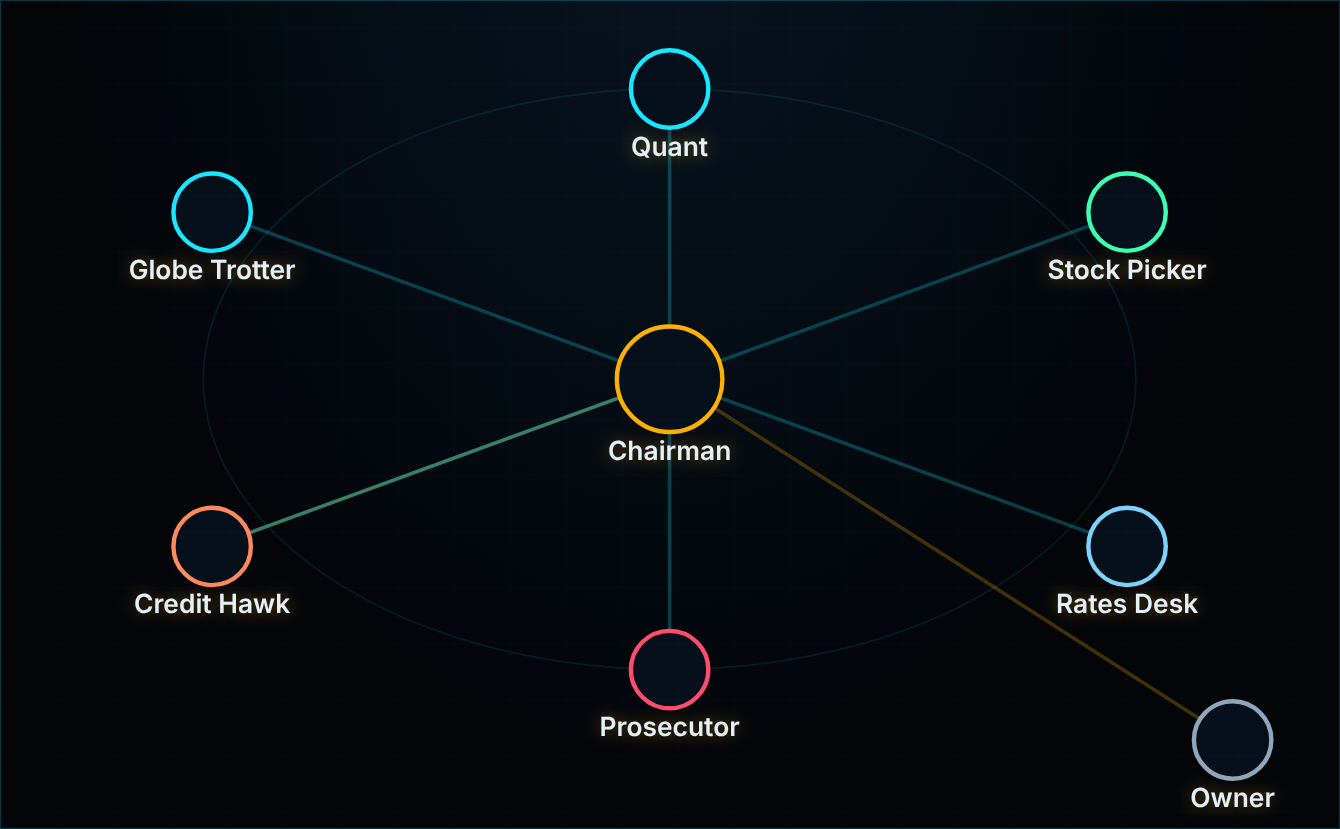 Quant
Globe Trotter
Stock Picker
Chairman
Credit Hawk
Rates Desk
Prosecutor
Owner